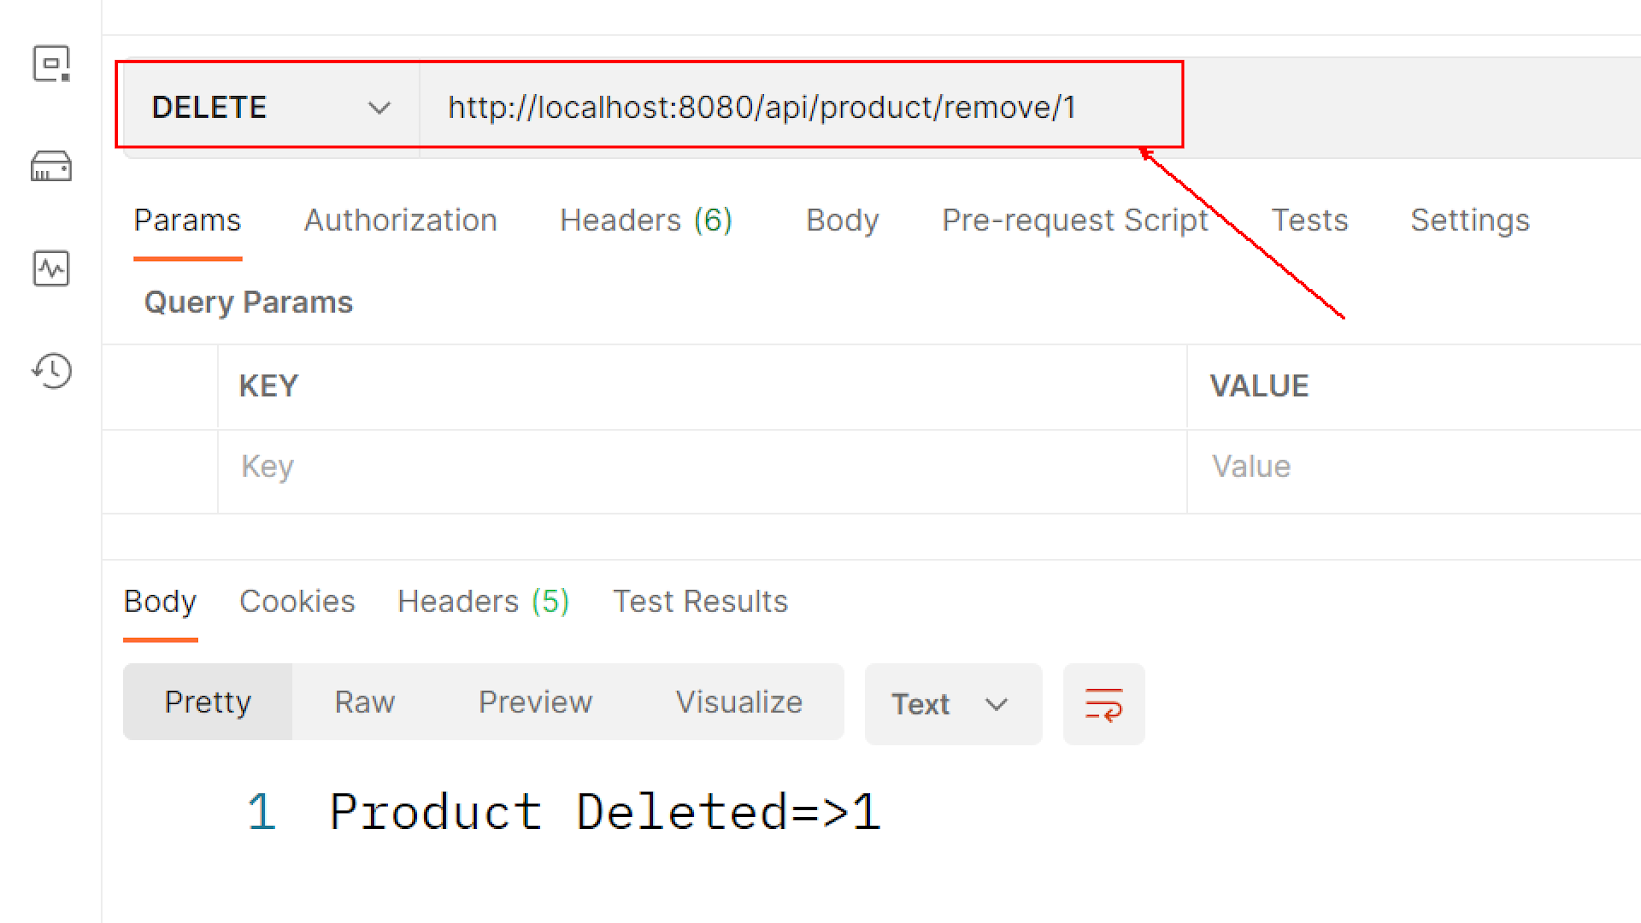 DELETE http://localhost:8080/api/product/remove/1
Params Authorization Headers (6) Body Pre-request Script Tests Settings
Query Params
KEY VALUE
Key Value
Body Cookies Headers (5) Test Results
Pretty Raw Preview Visualize Text
1 Product Deleted=>1